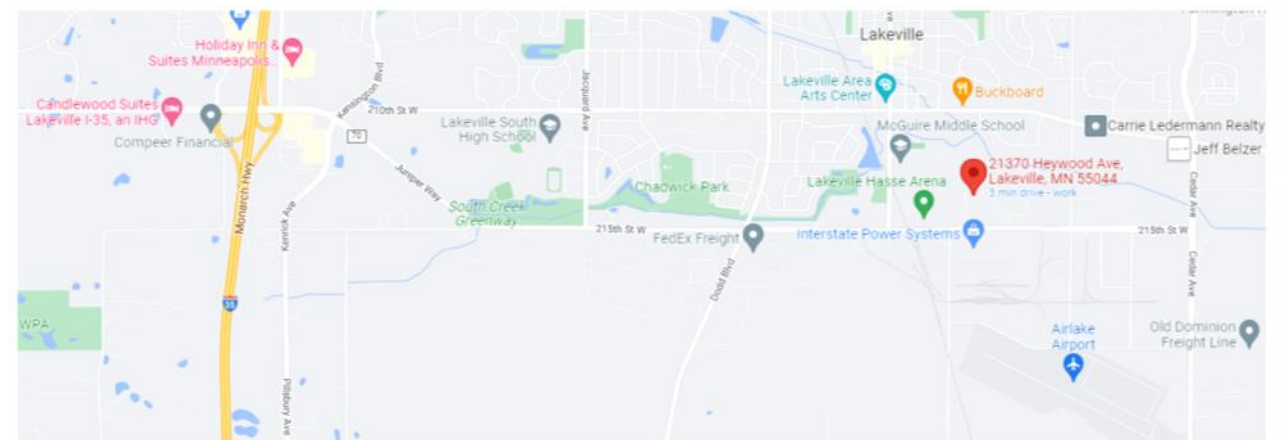 Holiday Inn &
Suites Minneapolis...
Candlewood Suites
Lakeville I-35, an IHG
Compeer Financial
Monarch Hwy
Kenrick Ave
Pillsbury Ave
35
WPA
Kensington Blvd
210th St W
70
Juniper Way
Lakeville South
High School
South Creek
Greenway
Jacquard Ave
215th St W
Chadwick Park
FedEx Freight
Dodd Blvd
Lakeville
Lakeville Area
Arts Center
Buckboard
McGuire Middle School
Lakeville Hasse Arena
Interstate Power Systems
21370 Heywood Ave,
Lakeville, MN 55044
3 min drive - work
Carrie Ledermann Realty
Jeff Belzer
Cedar Ave
215th St W
Cedar Ave
Airlake
Airport
Old Dominion
Freight Line